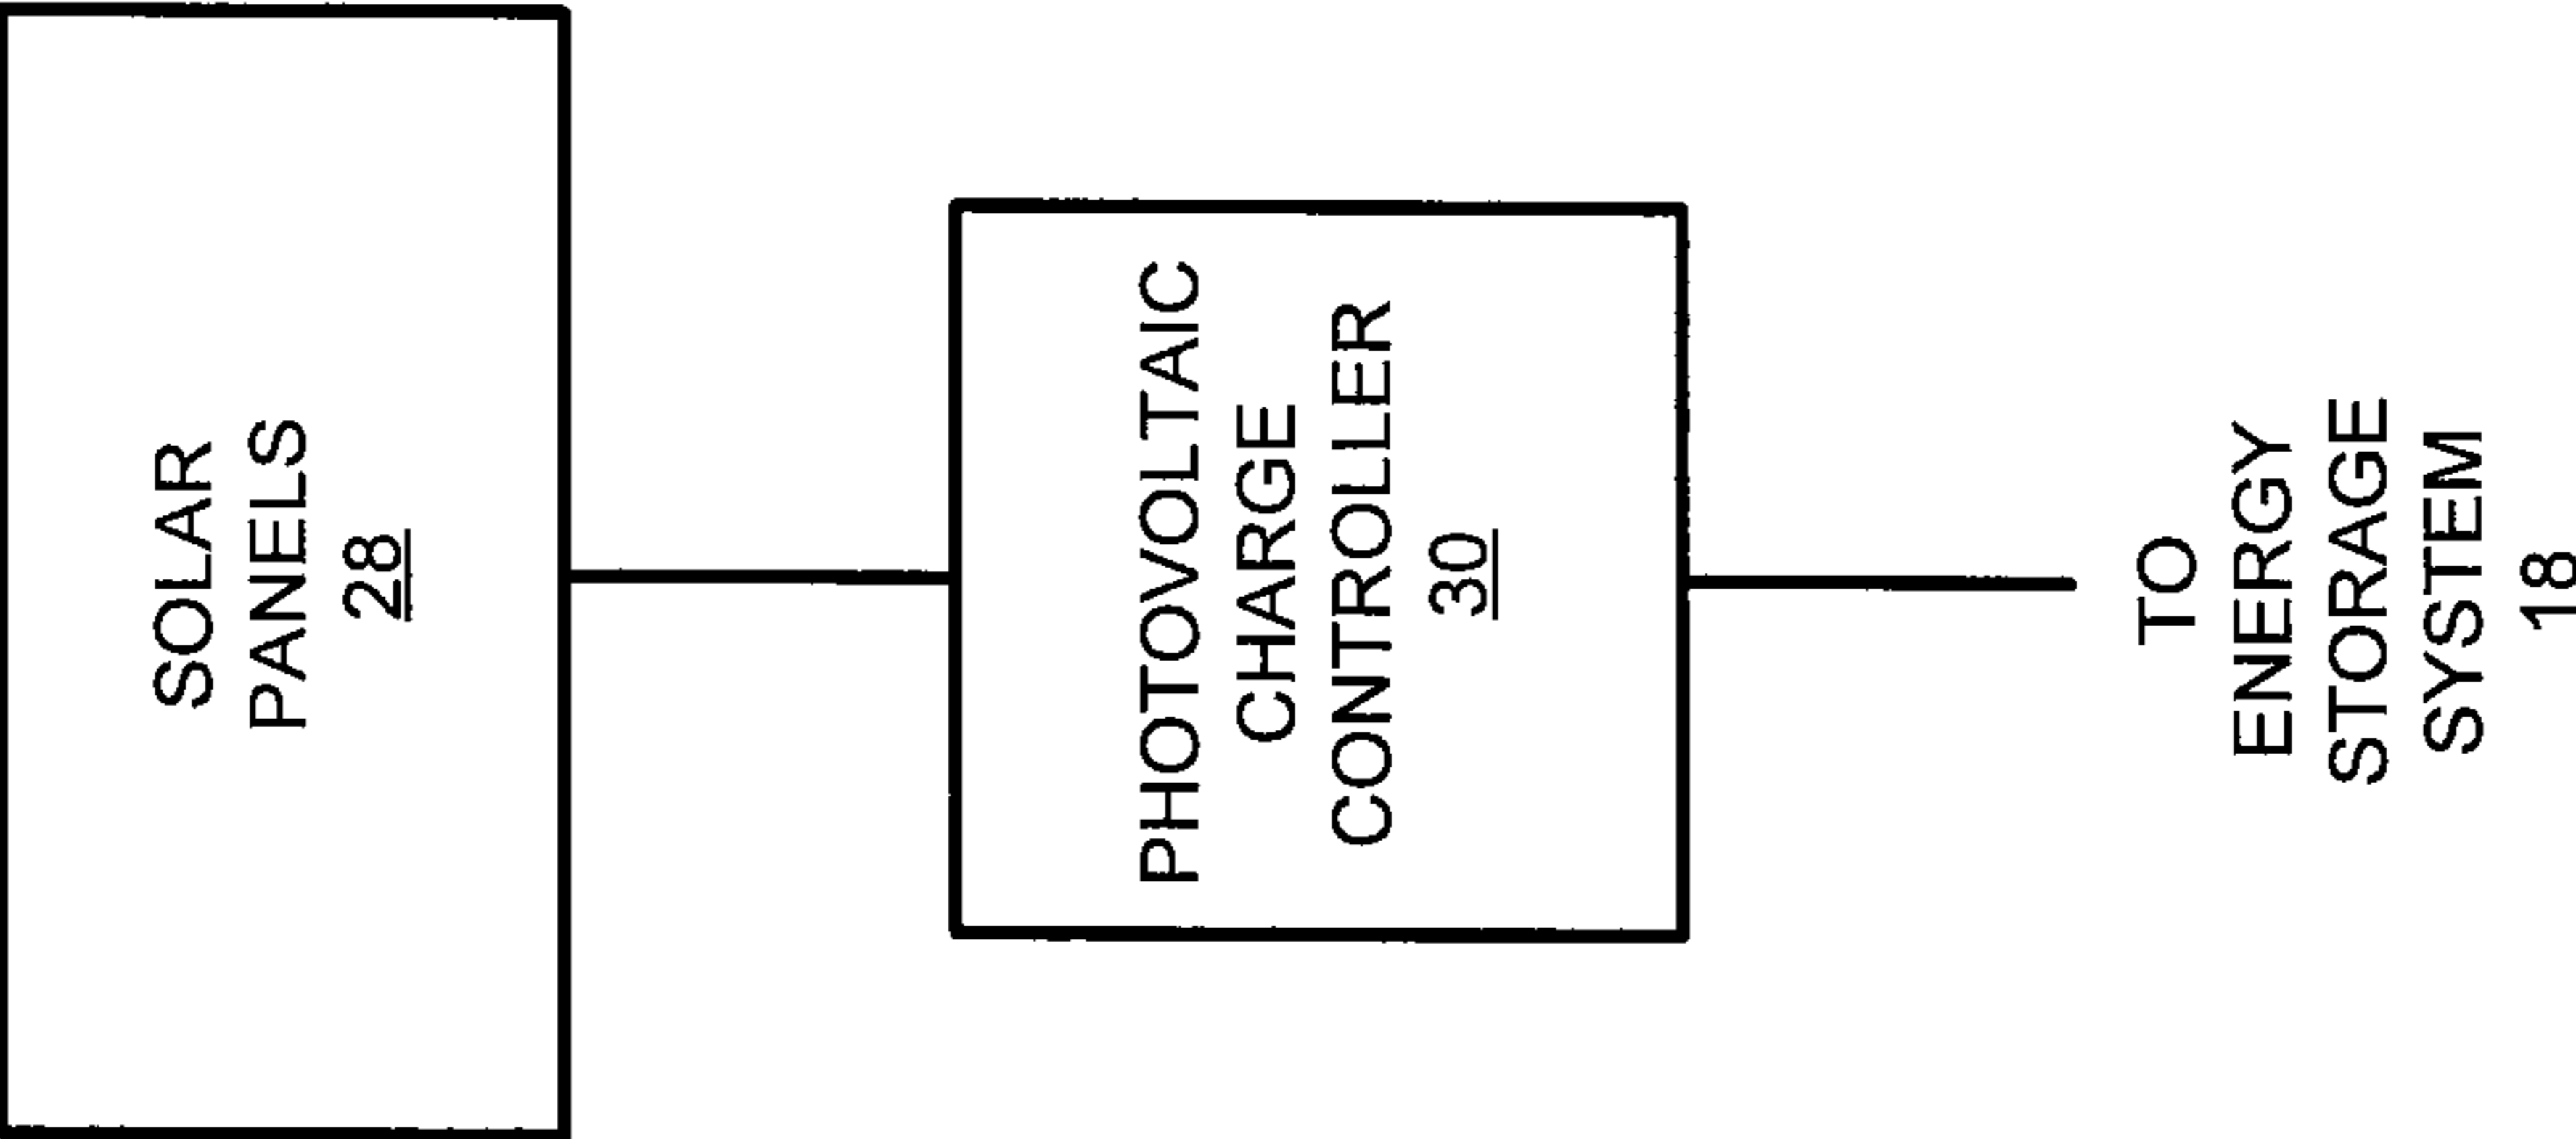 SOLAR
PANELS
28
PHOTOVOLTAIC
CHARGE
CONTROLLER
30
TO
ENERGY
STORAGE
SYSTEM
18